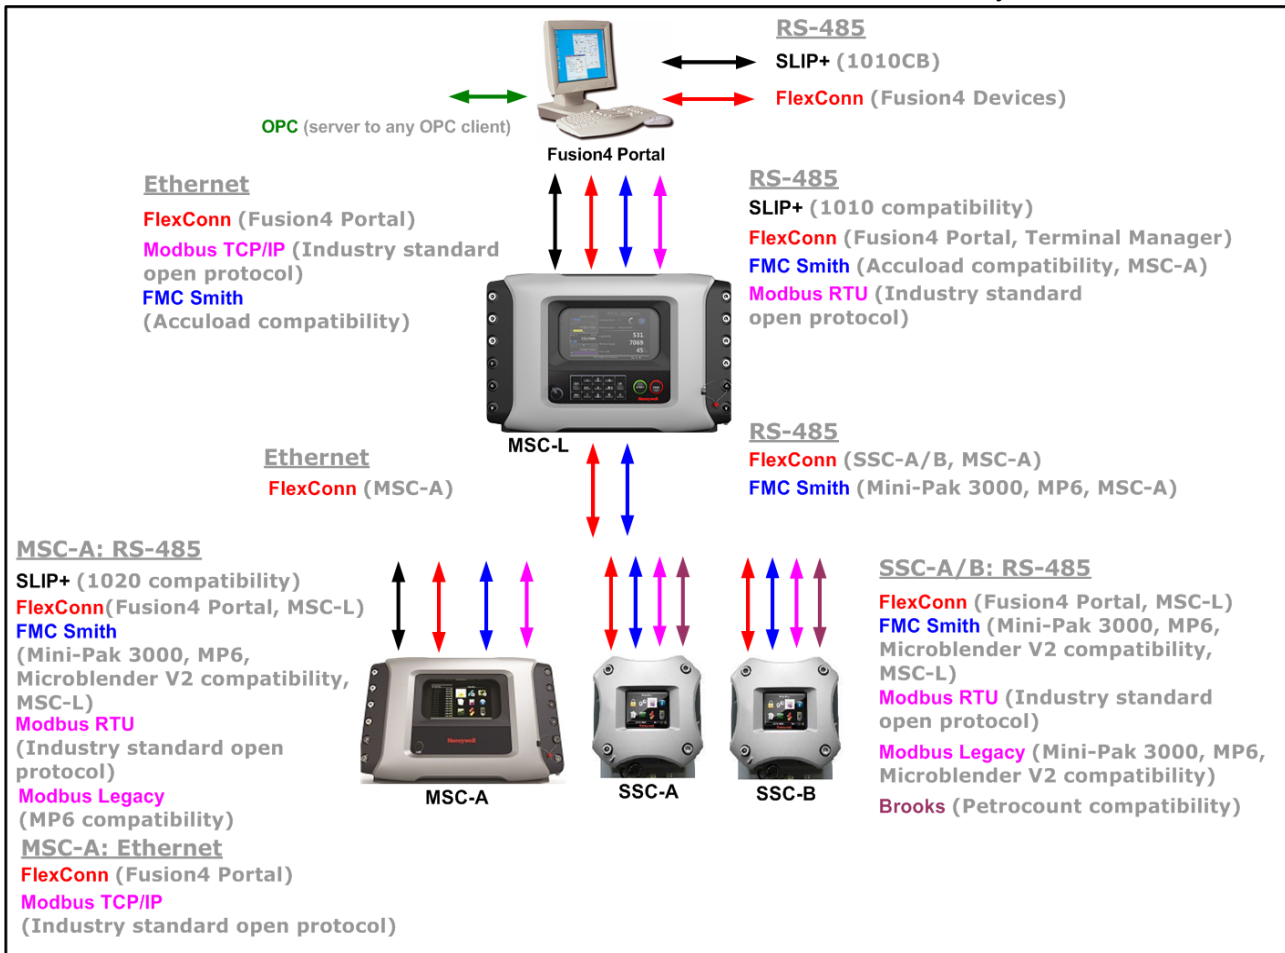 RS-485
SLIP+ (1010CB)
FlexConn (Fusion4 Devices)
OPC (server to any OPC client)
Fusion4 Portal
Ethernet
FlexConn (Fusion4 Portal)
Modbus TCP/IP (Industry standard
open protocol)
FMC Smith
(Accuload compatibility)
RS-485
SLIP+ (1010 compatibility)
FlexConn (Fusion4 Portal, Terminal Manager)
FMC Smith (Accuload compatibility, MSC-A)
Modbus RTU (Industry standard
open protocol)
531
7069
45
Honeywell
MSC-L
Ethernet
FlexConn (MSC-A)
RS-485
FlexConn (SSC-A/B, MSC-A)
FMC Smith (Mini-Pak 3000, MP6, MSC-A)
MSC-A: RS-485
SLIP+ (1020 compatibility)
FlexConn(Fusion4 Portal, MSC-L)
FMC Smith
(Mini-Pak 3000, MP6,
Microblender V2 compatibility,
MSC-L)
Modbus RTU
(Industry standard open
protocol)
Modbus Legacy
(MP6 compatibility)
MSC-A: Ethernet
FlexConn (Fusion4 Portal)
Modbus TCP/IP
(Industry standard open protocol)
Honeywell
MSC-A
SSC-A
SSC-B
SSC-A/B: RS-485
FlexConn (Fusion4 Portal, MSC-L)
FMC Smith (Mini-Pak 3000, MP6,
Microblender V2 compatibility,
MSC-L)
Modbus RTU (Industry standard
open protocol)
Modbus Legacy (Mini-Pak 3000, MP6,
Microblender V2 compatibility)
Brooks (Petrocount compatibility)